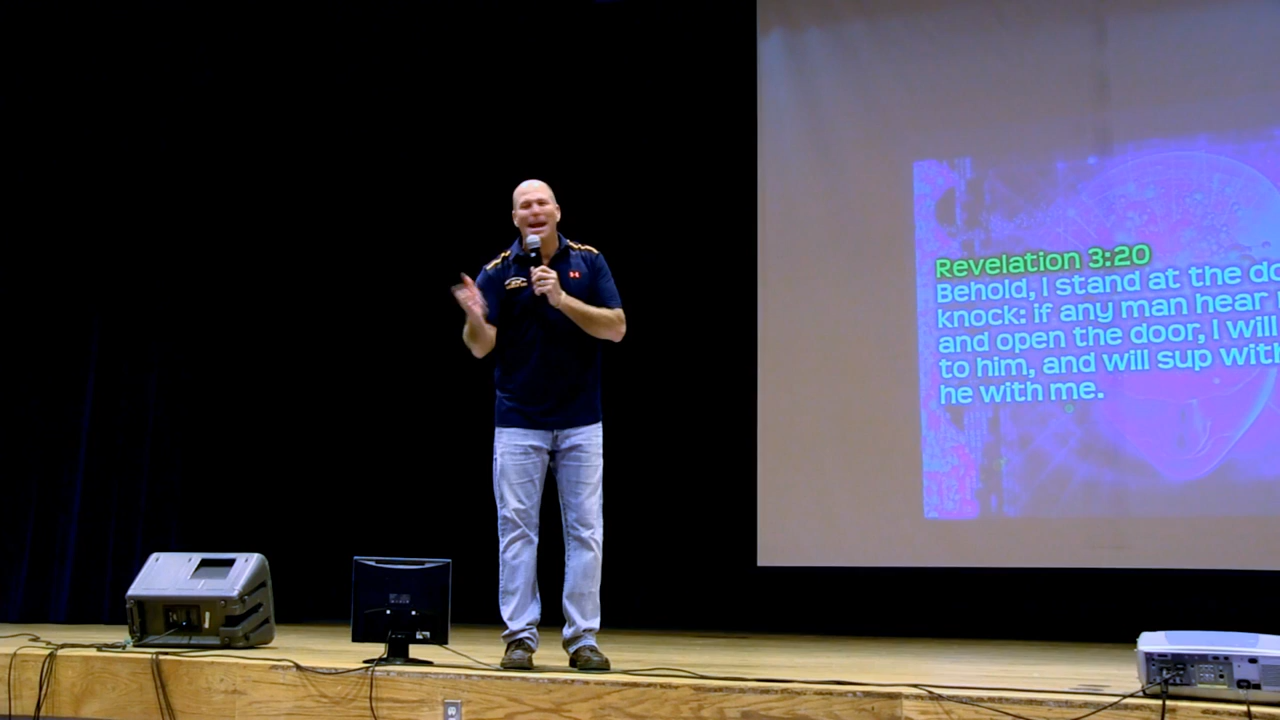 Revelation 3:20
Behold, I stand at the do
knock: if any man hear
and open the door, I will
to him, and will sup with
he with me.